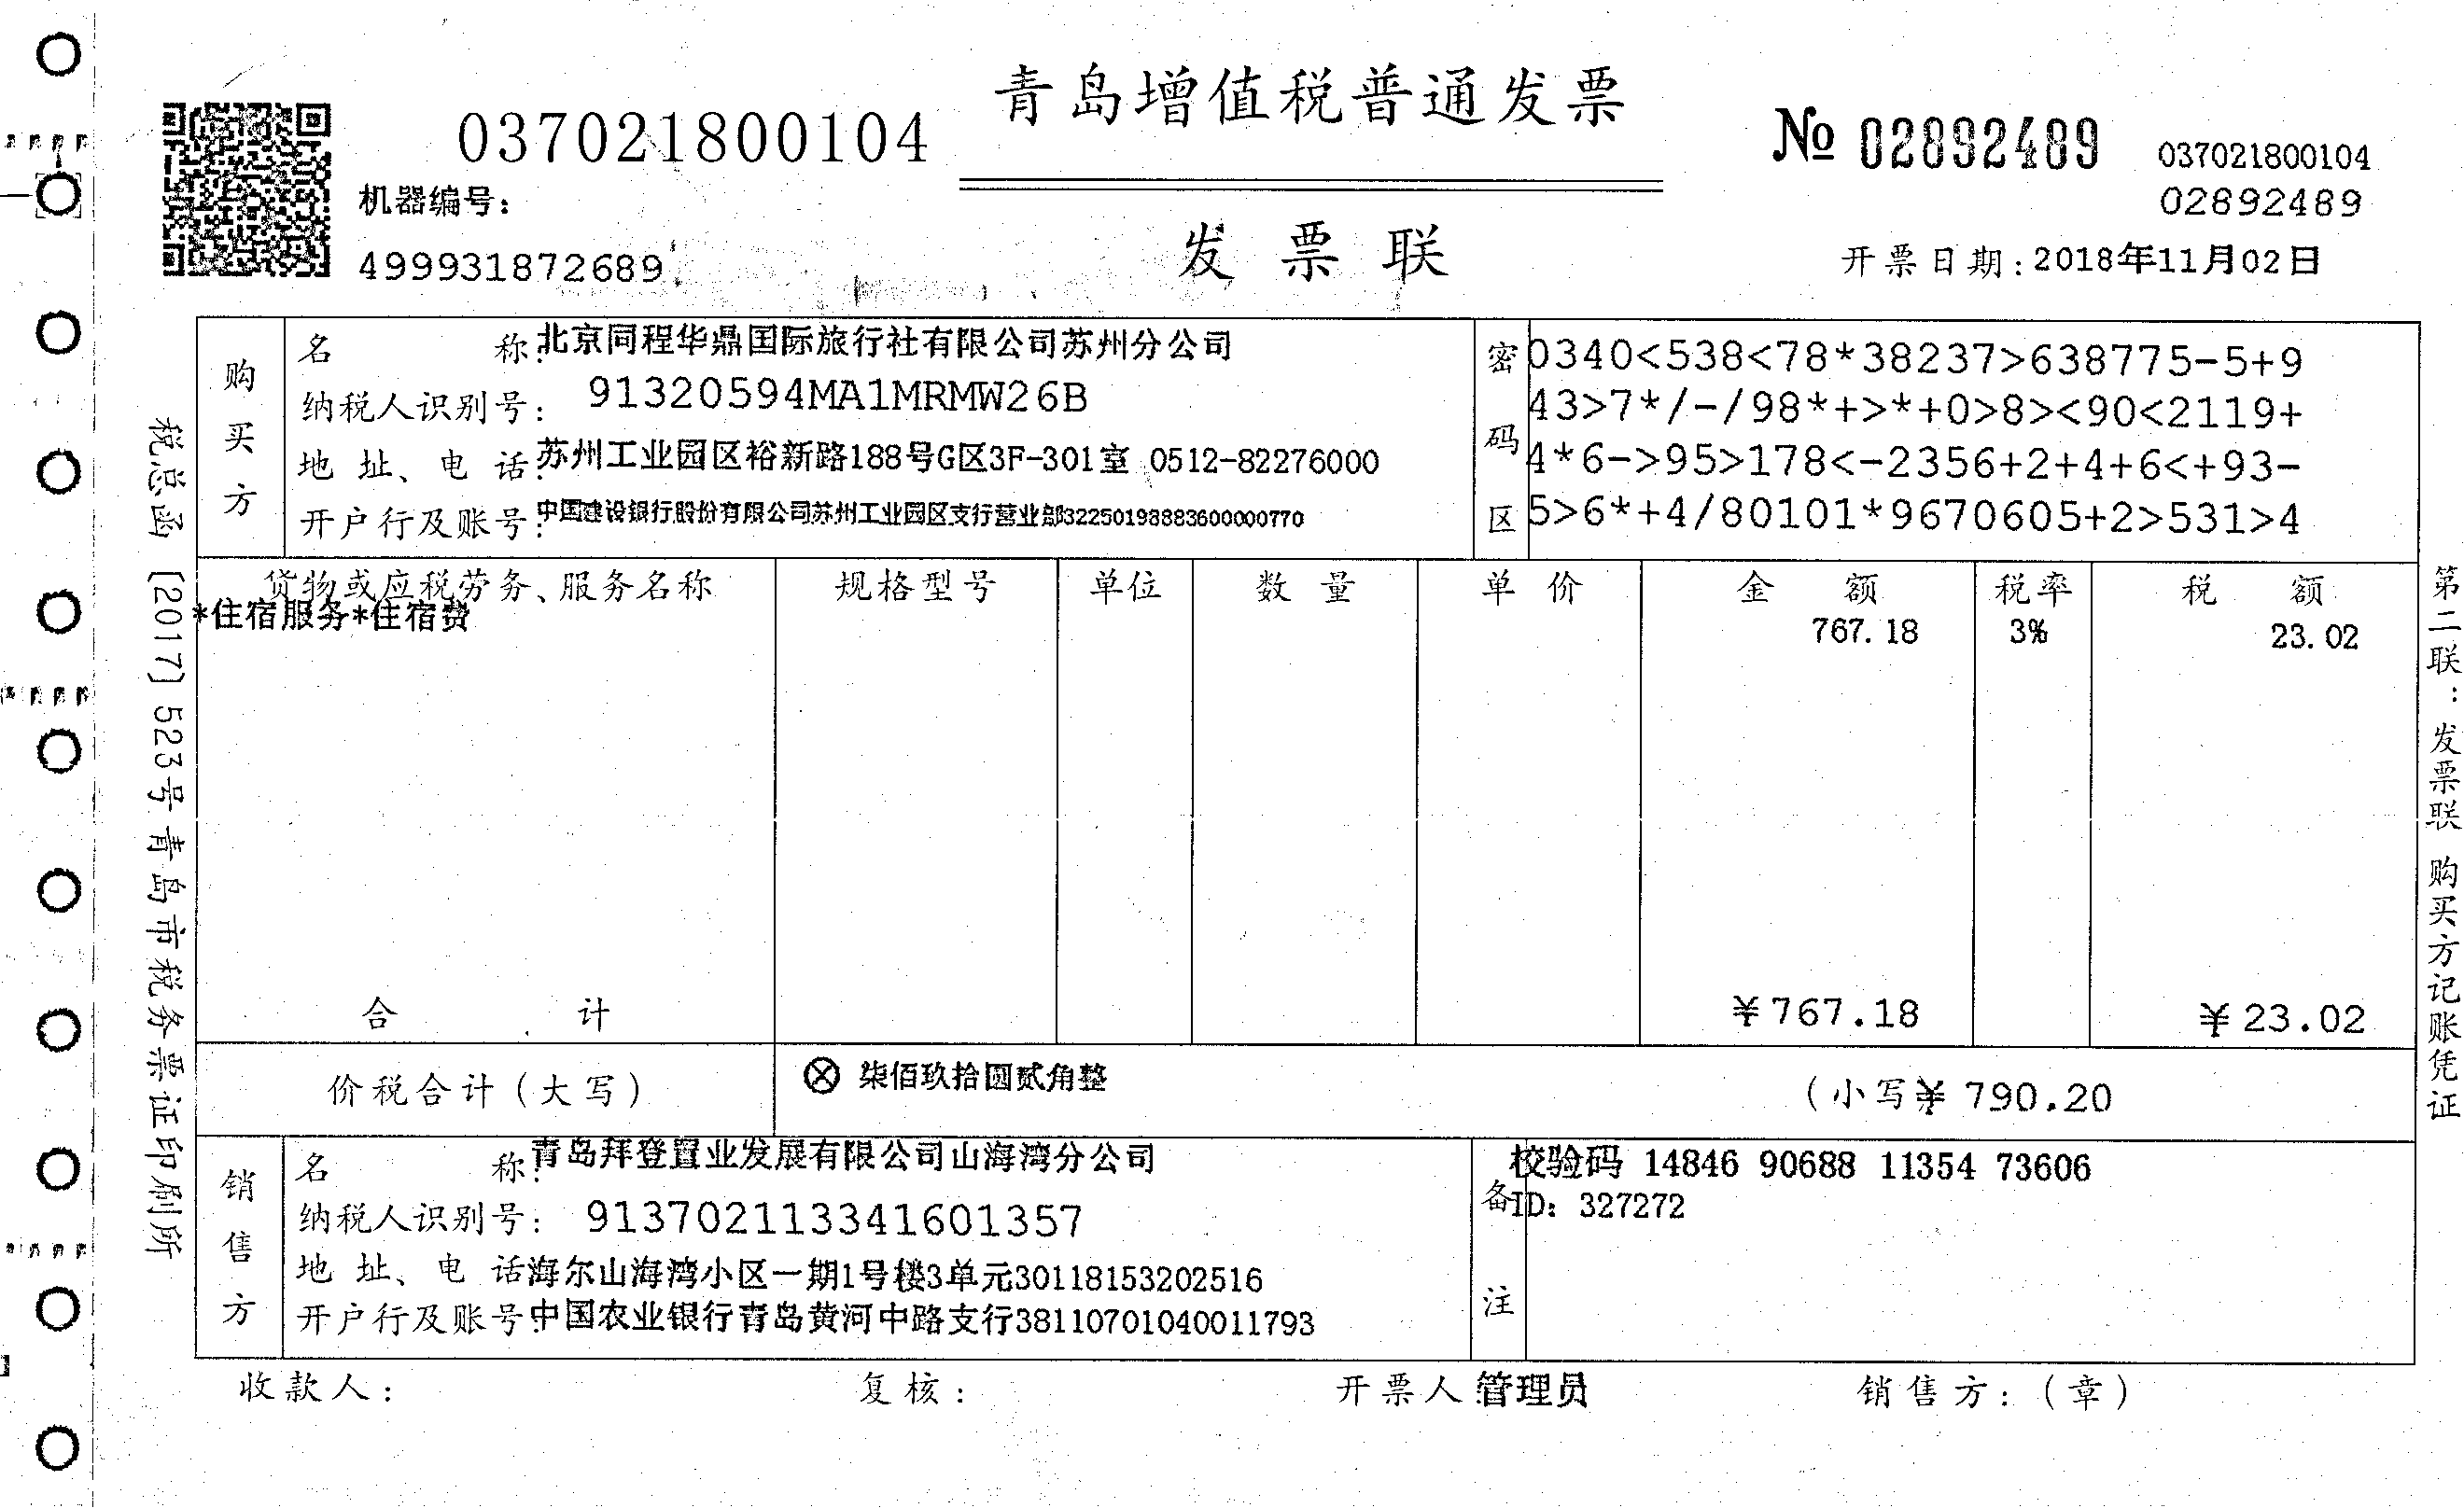 青岛增值税普通发票
037021800104
№ 02892489
037021800104
02892489
机器编号：
499931872689
发票联
开票日期：2018年11月02日
购买方
名称：北京同程华鼎国际旅行社有限公司苏州分公司
纳税人识别号：91320594MA1MRMW26B
地址、电话：苏州工业园区裕新路188号G区3F-301室 0512-82276000
开户行及账号：中国建设银行股份有限公司苏州工业园区支行营业部32250198883600000770
密码区
0340<538<78*38237>638775-5+9
43>7*/-/98*+>*+0>8><90<2119+
4*6->95>178<-2356+2+4+6<+93-
5>6*+4/80101*9670605+2>531>4
货物或应税劳务、服务名称 规格型号 单位 数量 单价 金额 税率 税额
*住宿服务*住宿费 767.18 3% 23.02
合计 ¥767.18 ¥23.02
价税合计（大写） ⊗ 柒佰玖拾圆贰角整 （小写¥ 790.20
销售方
名称：青岛拜登置业发展有限公司山海湾分公司
纳税人识别号：913702113341601357
地址、电话海尔山海湾小区一期1号楼3单元30118153202516
开户行及账号：中国农业银行青岛黄河中路支行38110701040011793
备注
校验码 14846 90688 11354 73606
ID：327272
收款人： 复核： 开票人 管理员 销售方：（章）
税总函〔2017〕523号青岛市税务票证印刷所
第二联：发票联 购买方记账凭证